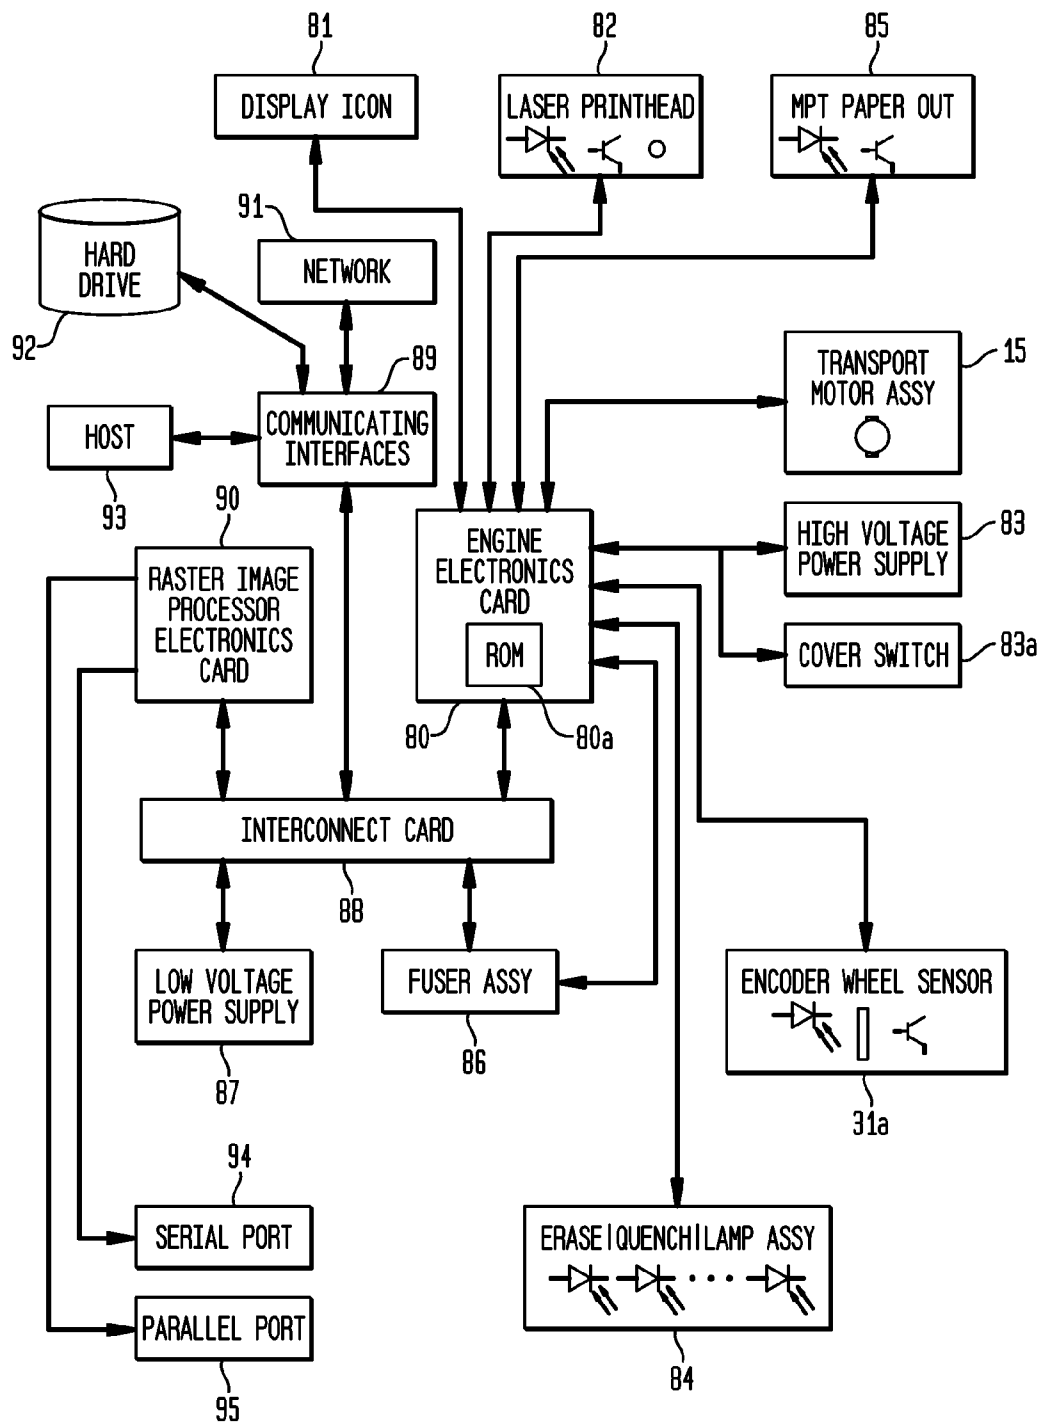 81
82
85
DISPLAY ICON
LASER PRINTHEAD
MPT PAPER OUT
91
HARD
DRIVE
NETWORK
92
89
15
TRANSPORT
MOTOR ASSY
HOST
COMMUNICATING
INTERFACES
93
90
83
ENGINE
ELECTRONICS
CARD
HIGH VOLTAGE
POWER SUPPLY
RASTER IMAGE
PROCESSOR
ELECTRONICS
CARD
ROM
COVER SWITCH
83a
80
80a
INTERCONNECT CARD
88
LOW VOLTAGE
POWER SUPPLY
FUSER ASSY
ENCODER WHEEL SENSOR
87
86
31a
94
SERIAL PORT
ERASE|QUENCH|LAMP ASSY
PARALLEL PORT
95
84